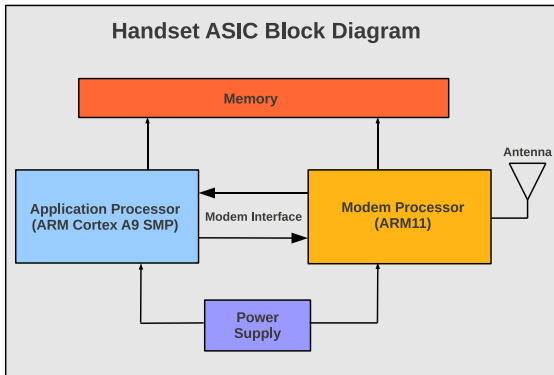 Handset ASIC Block Diagram
Memory
Antenna
Application Processor
(ARM Cortex A9 SMP)
Modem Interface
Modem Processor
(ARM11)
Power
Supply